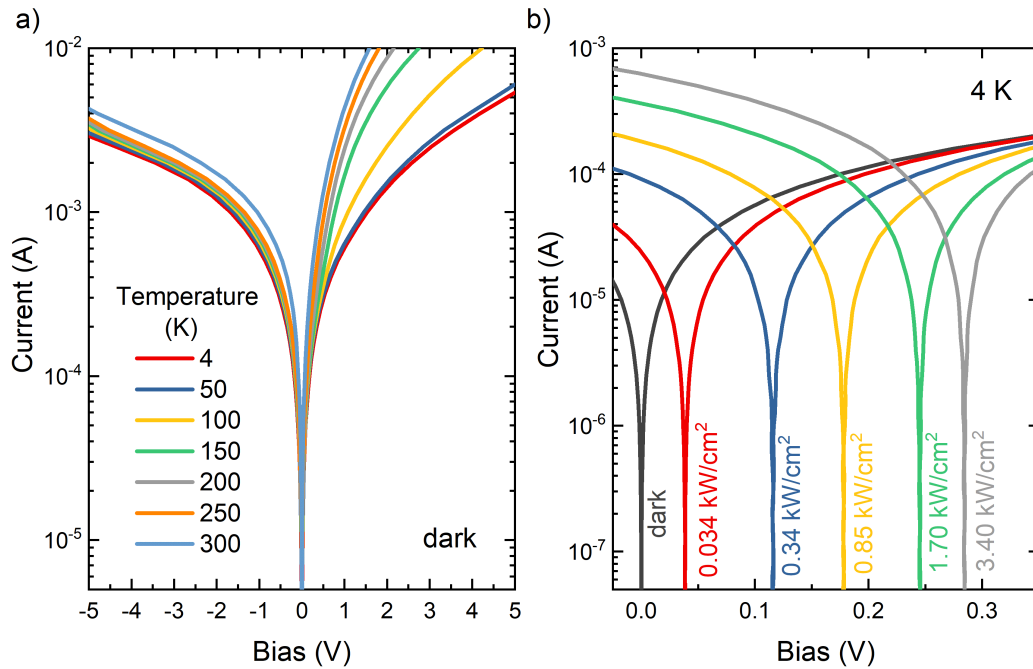 a)
Current (A)
10⁻²
10⁻³
10⁻⁴
10⁻⁵
Temperature
(K)
4
50
100
150
200
250
300
dark
-5 -4 -3 -2 -1 0 1 2 3 4 5
Bias (V)
b)
Current (A)
10⁻³
10⁻⁴
10⁻⁵
10⁻⁶
10⁻⁷
4 K
dark
0.034 kW/cm²
0.34 kW/cm²
0.85 kW/cm²
1.70 kW/cm²
3.40 kW/cm²
0.0 0.1 0.2 0.3
Bias (V)